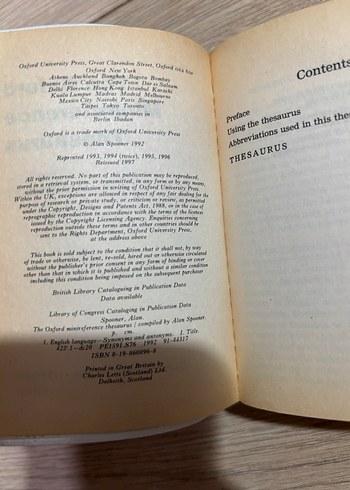 Oxford University Press, Great Clarendon Street, Oxford OX2 6DP
Oxford New York
Athens Auckland Bangkok Bogota Bombay
Buenos Aires Calcutta Cape Town Dar es Salaam
Delhi Florence Hong Kong Istanbul Karachi
Kuala Lumpur Madras Madrid Melbourne
Mexico City Nairobi Paris Singapore
Taipei Tokyo Toronto
and associated companies in
Berlin Ibadan
Oxford is a trade mark of Oxford University Press
© Alan Spooner 1992
Reprinted 1993, 1994 (twice), 1995, 1996
Reissued 1997
All rights reserved. No part of this publication may be reproduced,
stored in a retrieval system, or transmitted, in any form or by any means,
without the prior permission in writing of Oxford University Press.
Within the UK, exceptions are allowed in respect of any fair dealing for the
purpose of research or private study, or criticism or review, as permitted
under the Copyright, Designs and Patents Act, 1988, or in the case of
reprographic reproduction in accordance with the terms of the licences
issued by the Copyright Licensing Agency. Enquiries concerning
reproduction outside these terms and in other countries should be
sent to the Rights Department, Oxford University Press,
at the address above
This book is sold subject to the condition that it shall not, by way
of trade or otherwise, be lent, re-sold, hired out or otherwise circulated
without the publisher's prior consent in any form of binding or cover
other than that in which it is published and without a similar condition
including this condition being imposed on the subsequent purchaser
British Library Cataloguing in Publication Data
Data available
Library of Congress Cataloging in Publication Data
Spooner, Alan.
The Oxford minireference thesaurus / compiled by Alan Spooner.
p. cm.
1. English language—Synonyms and antonyms. I. Title.
423'.1—dc20 PE1591.S76 1992 91-44317
ISBN 0-19-860096-8
Printed in Great Britain by
Charles Letts (Scotland) Ltd.
Dalkeith, Scotland
Contents
Preface
Using the thesaurus
Abbreviations used in this thes
THESAURUS